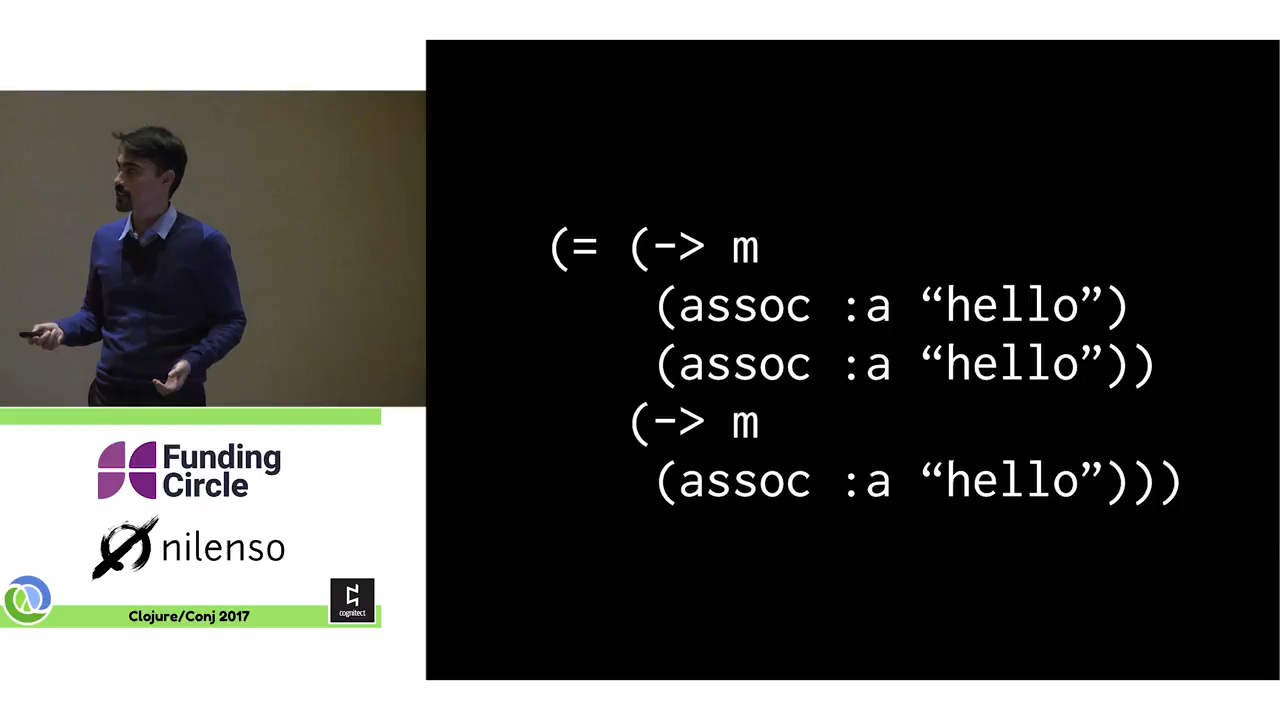 (= (-> m
(assoc :a “hello”)
(assoc :a “hello”))
(-> m
(assoc :a “hello”)))
Funding
Circle
nilenso
cognitect
Clojure/Conj 2017